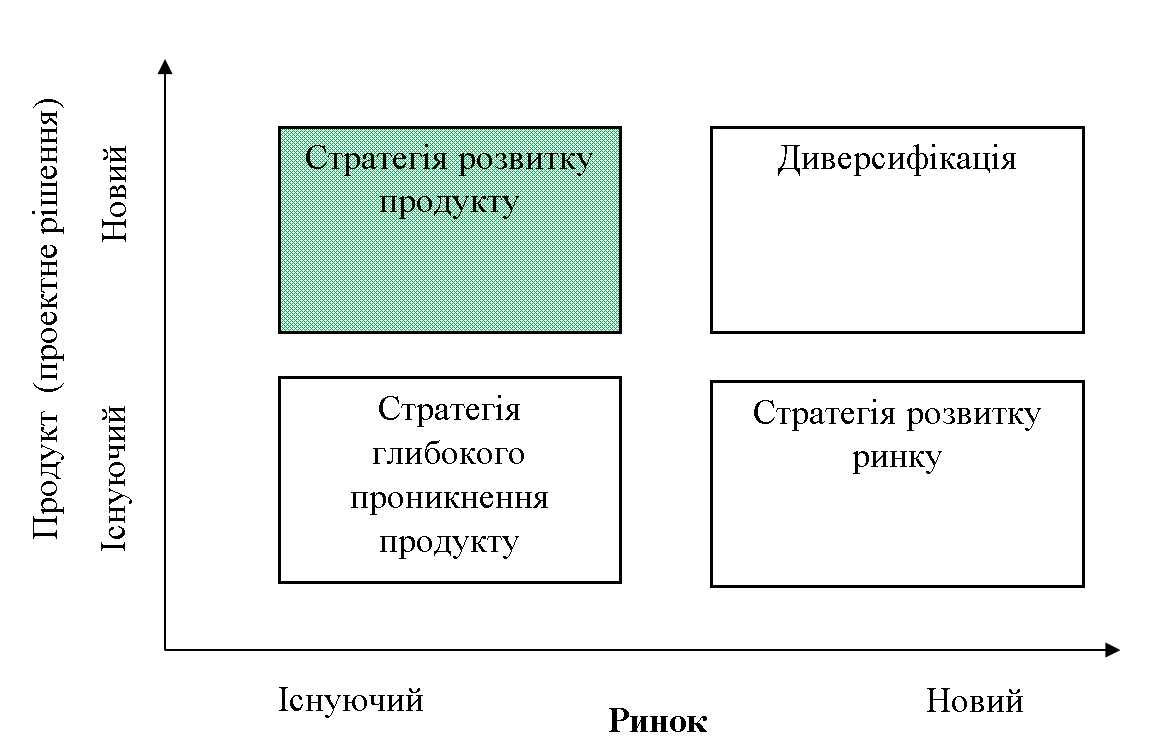 Продукт (проектне рішення)
Новий
Стратегія розвитку
продукту
Диверсифікація
Існуючий
Стратегія
глибокого
проникнення
продукту
Стратегія розвитку
ринку
Існуючий
Ринок
Новий